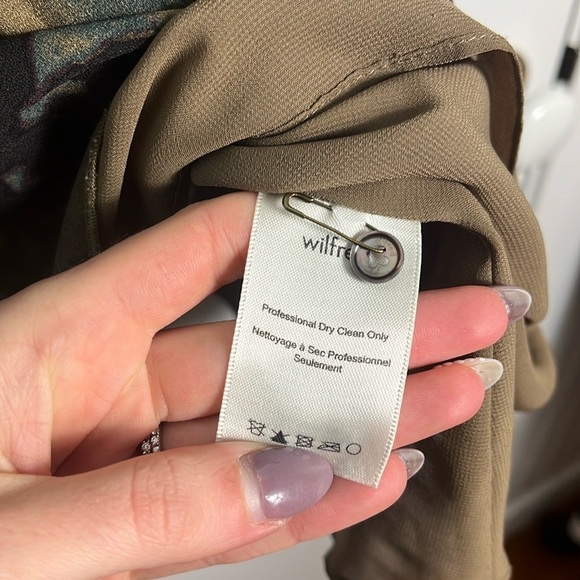 Professional Dry Clean Only
Nettoyage à Sec Professionnel
Seulement